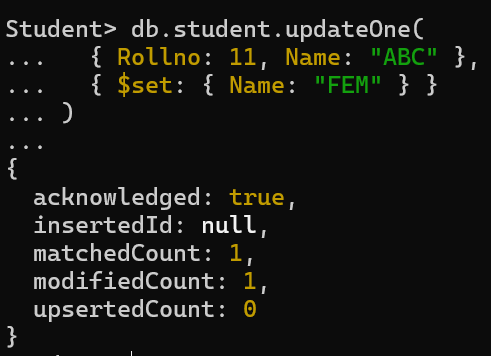 Student> db.student.updateOne(
...   { Rollno: 11, Name: "ABC" },
...   { $set: { Name: "FEM" } }
... )
...
{
  acknowledged: true,
  insertedId: null,
  matchedCount: 1,
  modifiedCount: 1,
  upsertedCount: 0
}